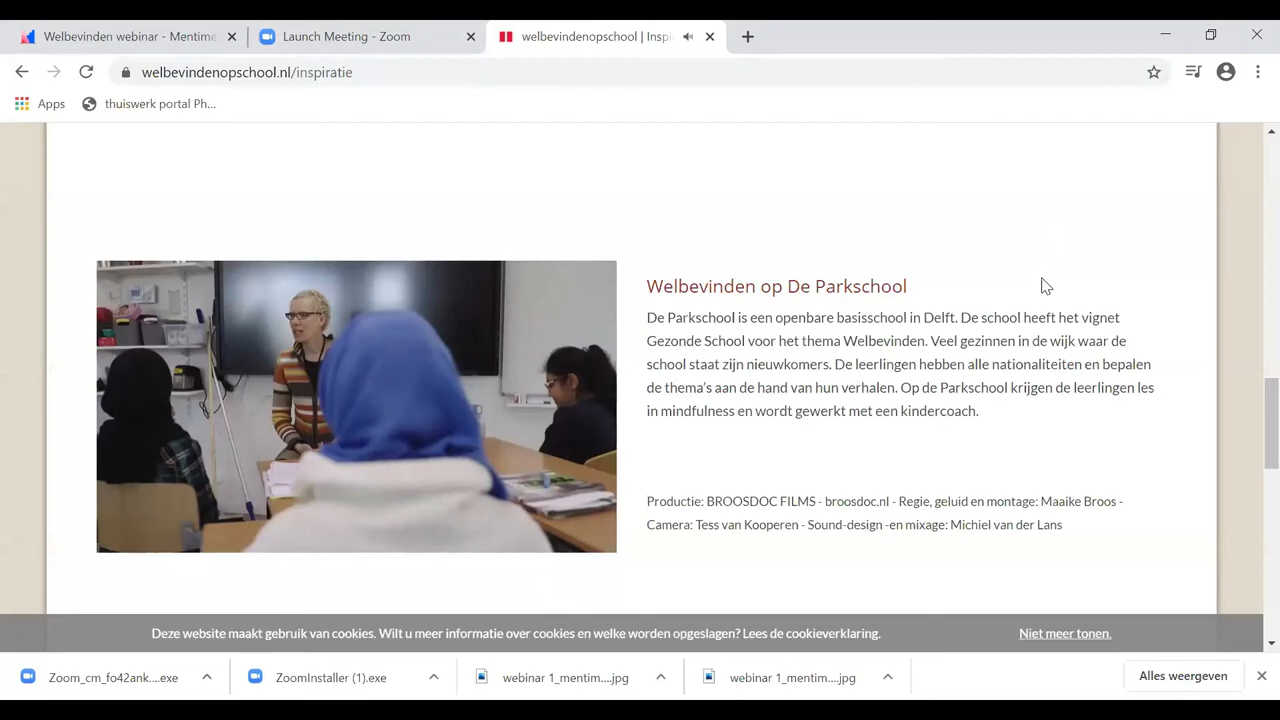 Welbevinden webinar - Mentime
Launch Meeting - Zoom
welbevindenopschool | Inspi
welbevindenopschool.nl/inspiratie
Apps
thuiswerk portal Ph...
Welbevinden op De Parkschool
De Parkschool is een openbare basisschool in Delft. De school heeft het vignet
Gezonde School voor het thema Welbevinden. Veel gezinnen in de wijk waar de
school staat zijn nieuwkomers. De leerlingen hebben alle nationaliteiten en bepalen
de thema's aan de hand van hun verhalen. Op de Parkschool krijgen de leerlingen les
in mindfulness en wordt gewerkt met een kindercoach.
Productie: BROOSDOC FILMS - broosdoc.nl - Regie, geluid en montage: Maaike Broos -
Camera: Tess van Kooperen - Sound-design -en mixage: Michiel van der Lans
Deze website maakt gebruik van cookies. Wilt u meer informatie over cookies en welke worden opgeslagen? Lees de cookieverklaring.
Niet meer tonen.
Zoom_cm_fo42ank....exe
ZoomInstaller (1).exe
webinar 1_mentim....jpg
webinar 1_mentim....jpg
Alles weergeven